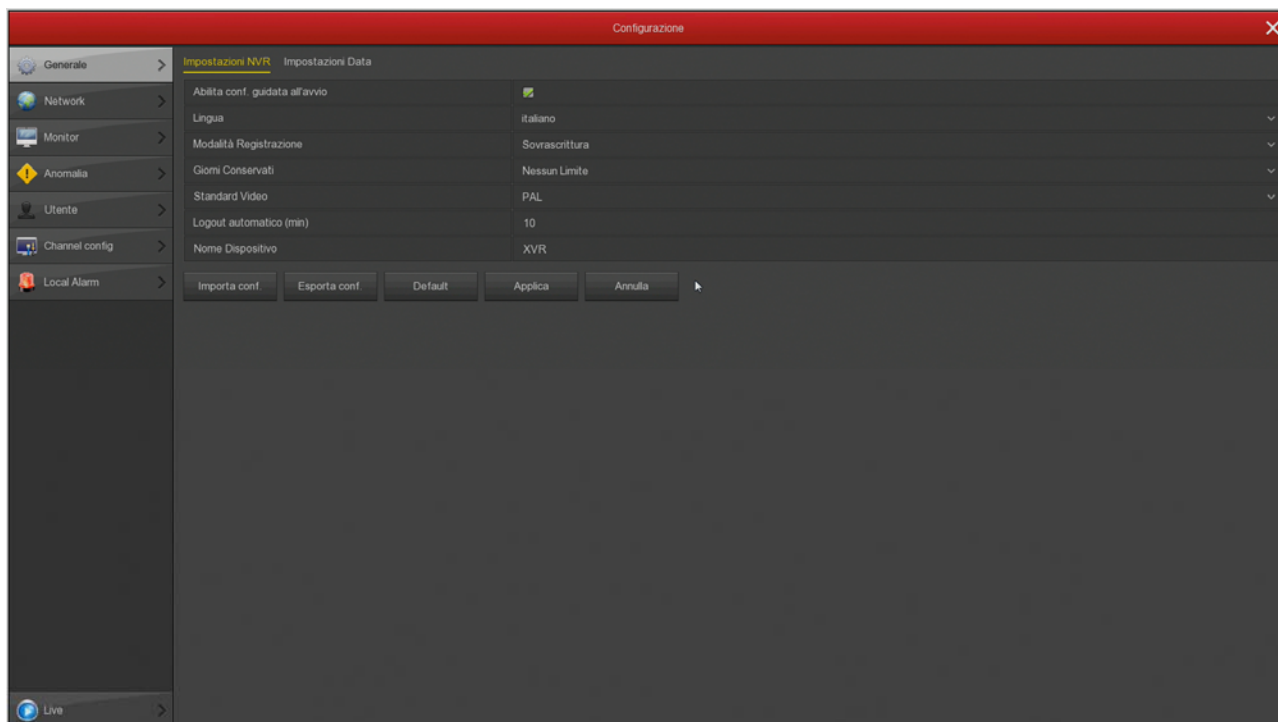 Configurazione
Generale
Network
Monitor
Anomalia
Utente
Channel config
Local Alarm
Live
Impostazioni NVR Impostazioni Data
Abilita conf. guidata all'avvio
Lingua italiano
Modalità Registrazione Sovrascrittura
Giorni Conservati Nessun Limite
Standard Video PAL
Logout automatico (min) 10
Nome Dispositivo XVR
Importa conf. Esporta conf. Default Applica Annulla